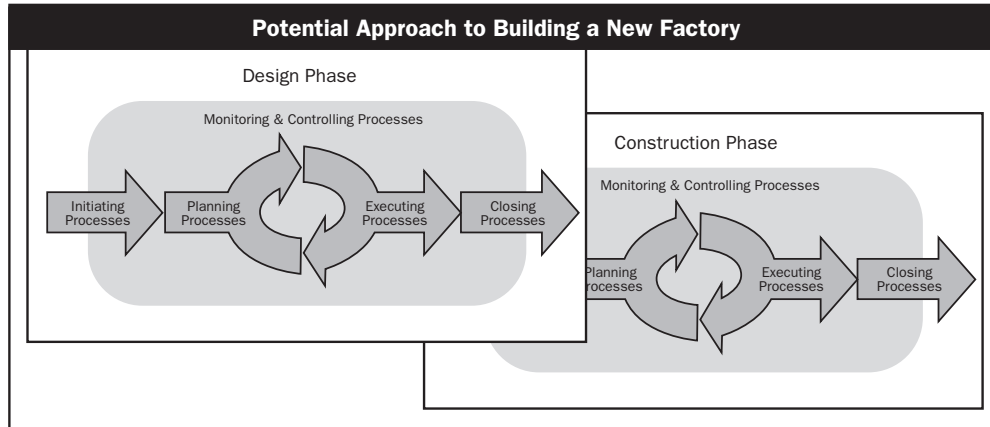 Potential Approach to Building a New Factory
Design Phase
Monitoring & Controlling Processes
Initiating
Processes
Planning
Processes
Executing
Processes
Closing
Processes
Construction Phase
Monitoring & Controlling Processes
Planning
rocesses
Executing
Processes
Closing
Processes